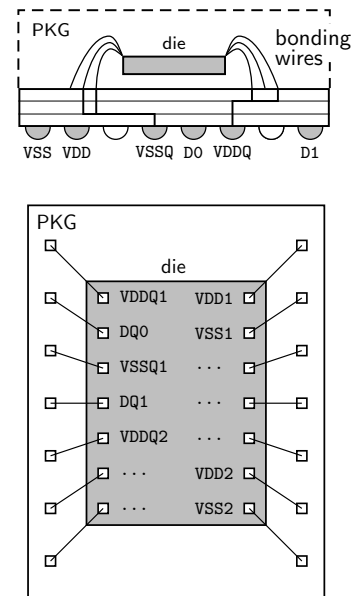 PKG
die
bonding
wires
VSS VDD VSSQ D0 VDDQ D1
PKG
die
VDDQ1 VDD1
DQ0 VSS1
VSSQ1 ...
DQ1 ...
VDDQ2 ...
... VDD2
... VSS2